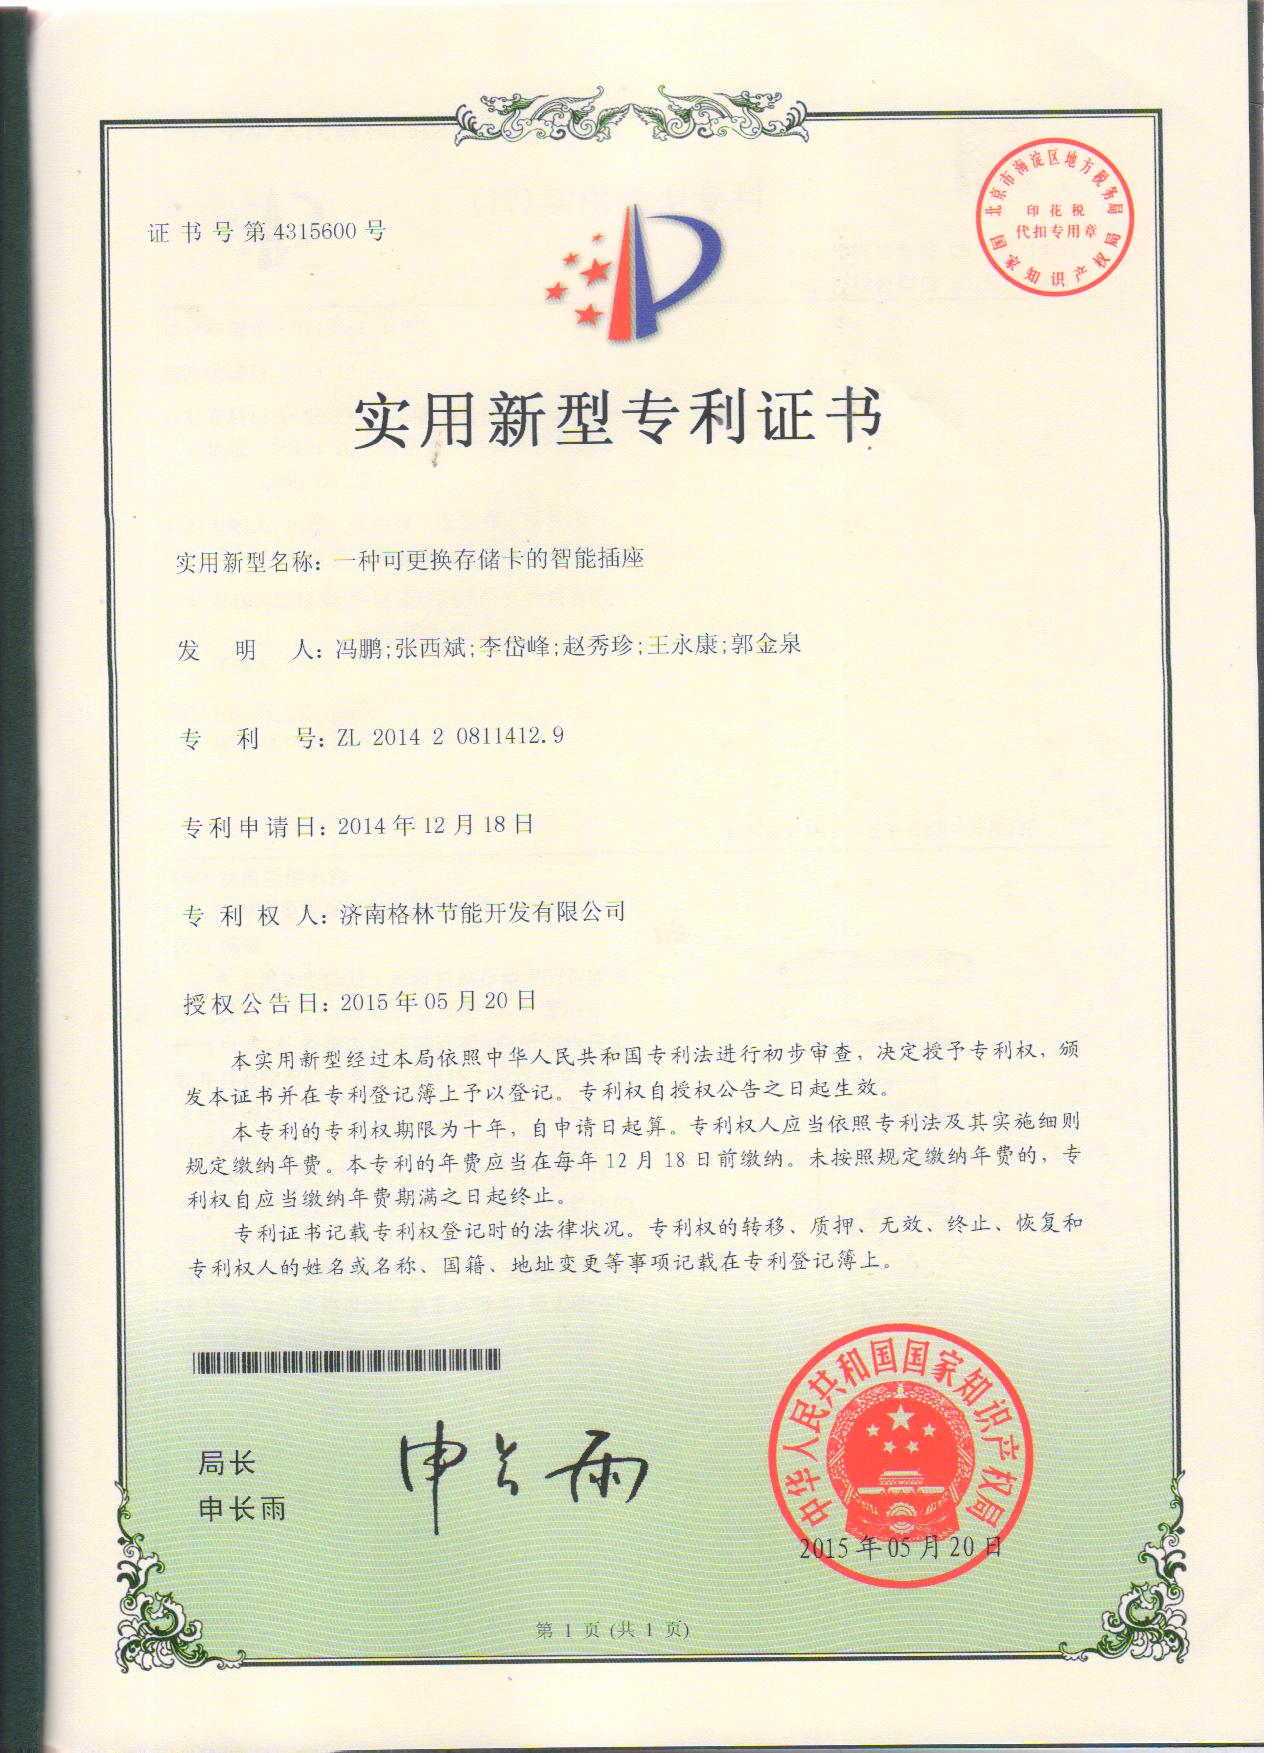 证书号第4315600号
北京市海淀区地方税务局
印花税
代扣专用章
国家知识产权局
实用新型专利证书
实用新型名称：一种可更换存储卡的智能插座
发明人：冯鹏;张西斌;李岱峰;赵秀珍;王永康;郭金泉
专利号：ZL 2014 2 0811412.9
专利申请日：2014年12月18日
专利权人：济南格林节能开发有限公司
授权公告日：2015年05月20日
本实用新型经过本局依照中华人民共和国专利法进行初步审查，决定授予专利权，颁
发本证书并在专利登记簿上予以登记。专利权自授权公告之日起生效。
本专利的专利权期限为十年，自申请日起算。专利权人应当依照专利法及其实施细则
规定缴纳年费。本专利的年费应当在每年12月18日前缴纳。未按照规定缴纳年费的，专
利权自应当缴纳年费期满之日起终止。
专利证书记载专利权登记时的法律状况。专利权的转移、质押、无效、终止、恢复和
专利权人的姓名或名称、国籍、地址变更等事项记载在专利登记簿上。
局长
申长雨
申长雨
中华人民共和国国家知识产权局
2015年05月20日
第 1 页 (共 1 页)